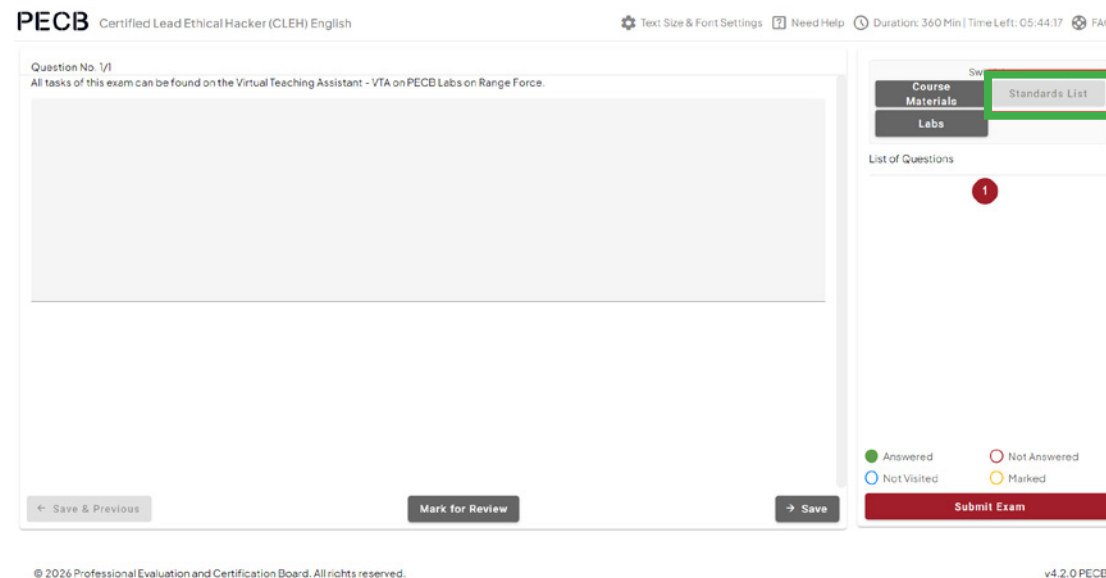 PECB Certified Lead Ethical Hacker (CLEH) English
Text Size & Font Settings Need Help Duration: 360 Min | Time Left: 05:44:17 FAQ
Question No. 1/1
All tasks of this exam can be found on the Virtual Teaching Assistant - VTA on PECB Labs on Range Force.
Course
Materials
Standards List
Labs
List of Questions
1
Answered
Not Answered
Not Visited
Marked
← Save & Previous
Mark for Review
→ Save
Submit Exam
© 2026 Professional Evaluation and Certification Board. All rights reserved.
v4.2.0 PECB